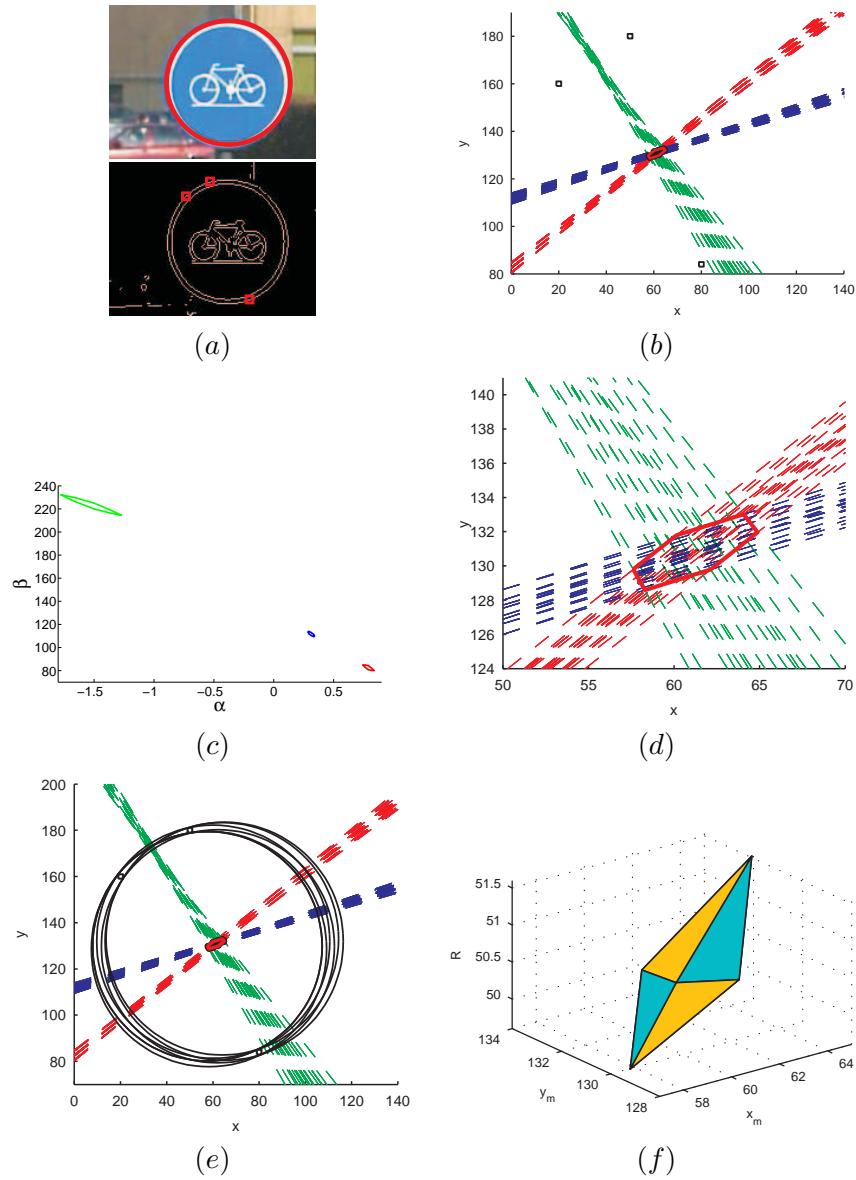 (a)
180
160
140
120
100
80
y
0 20 40 60 80 100 120 140
x
(b)
240
220
200
180
160
140
120
100
80
β
−1.5 −1 −0.5 0 0.5
α
(c)
140
138
136
134
132
130
128
126
124
y
50 55 60 65 70
x
(d)
200
180
160
140
120
100
80
y
0 20 40 60 80 100 120 140
x
(e)
51.5
51
50.5
50
R
134
132
130
128
y_m
58 60 62 64
x_m
(f)